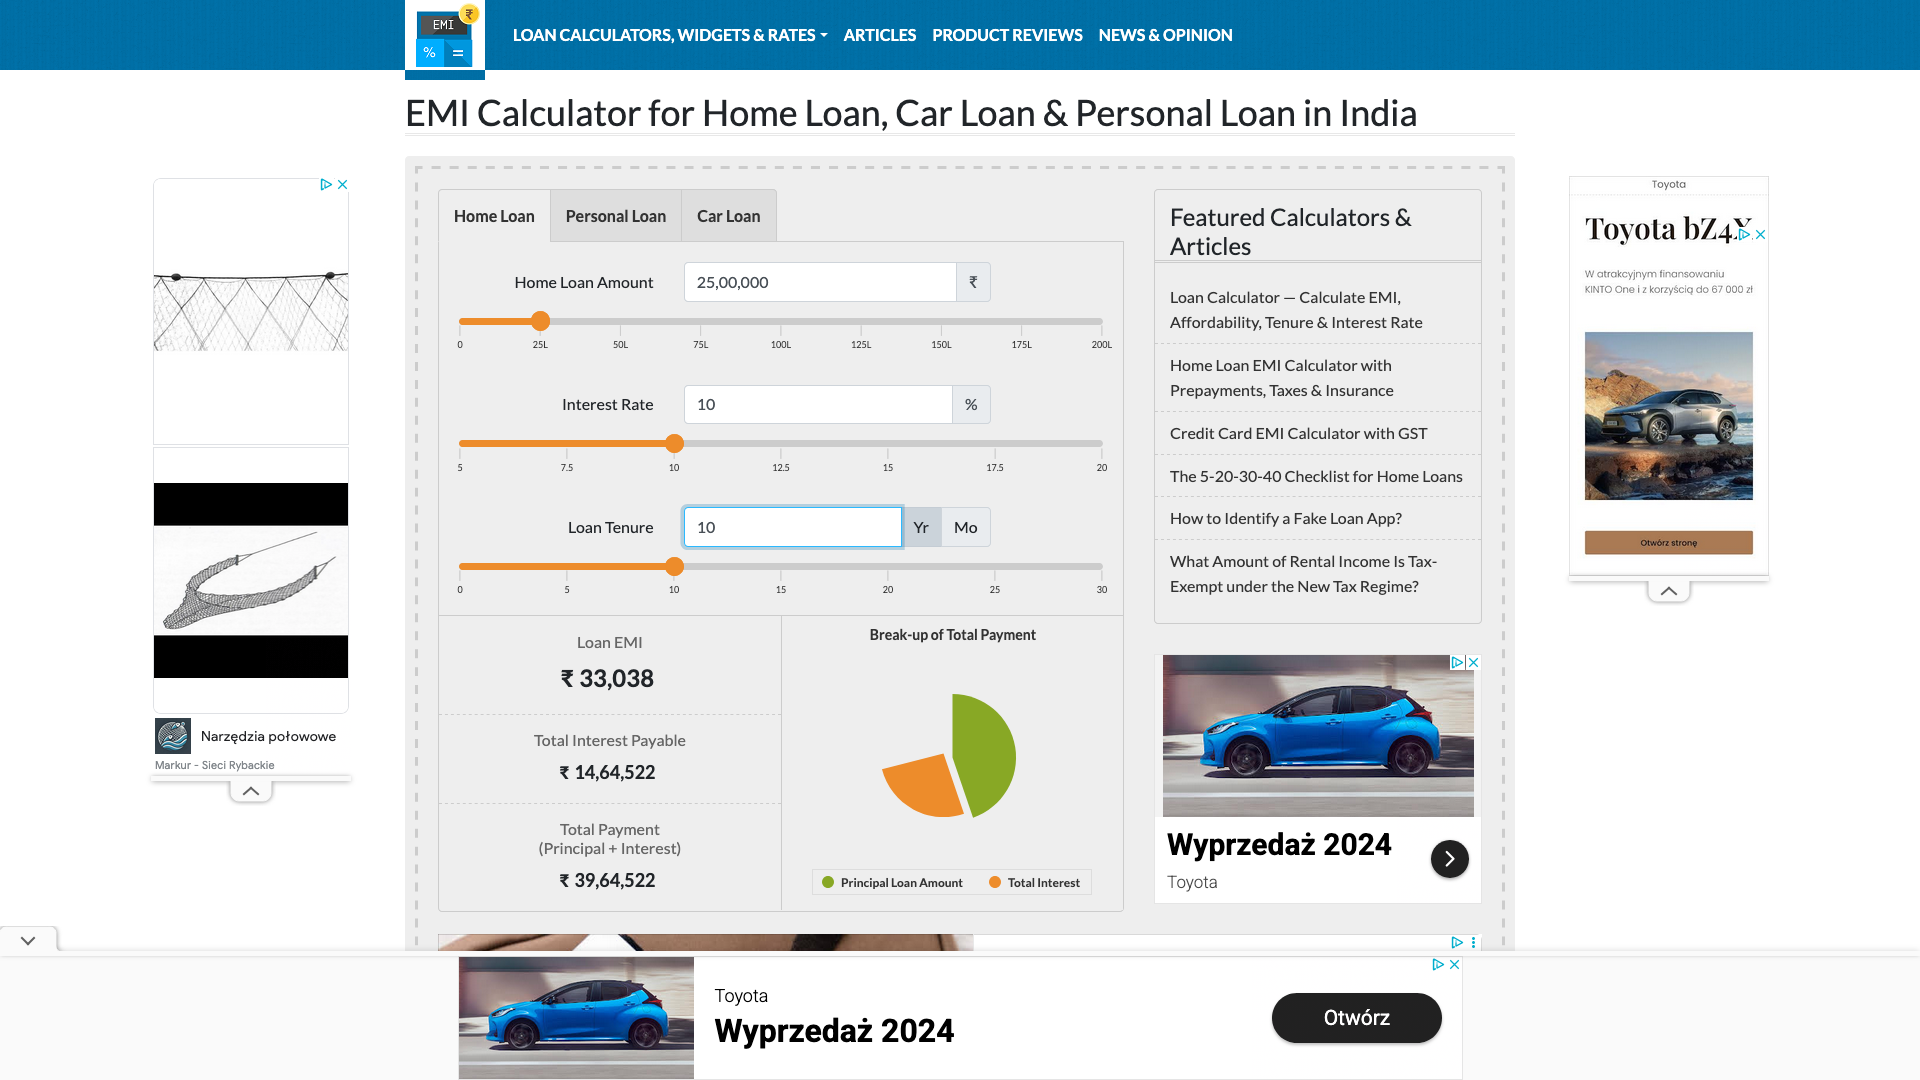 EMI
₹
%
=
LOAN CALCULATORS, WIDGETS & RATES
ARTICLES
PRODUCT REVIEWS
NEWS & OPINION
EMI Calculator for Home Loan, Car Loan & Personal Loan in India
Home Loan
Personal Loan
Car Loan
Home Loan Amount
25,00,000
₹
0
25L
50L
75L
100L
125L
150L
175L
200L
Interest Rate
10
%
5
7.5
10
12.5
15
17.5
20
Loan Tenure
10
Yr
Mo
0
5
10
15
20
25
30
Loan EMI
₹ 33,038
Total Interest Payable
₹ 14,64,522
Total Payment
(Principal + Interest)
₹ 39,64,522
Break-up of Total Payment
Principal Loan Amount
Total Interest
Featured Calculators &
Articles
Loan Calculator — Calculate EMI,
Affordability, Tenure & Interest Rate
Home Loan EMI Calculator with
Prepayments, Taxes & Insurance
Credit Card EMI Calculator with GST
The 5-20-30-40 Checklist for Home Loans
How to Identify a Fake Loan App?
What Amount of Rental Income Is Tax-
Exempt under the New Tax Regime?
Wyprzedaż 2024
Toyota
Narzędzia połowowe
Markur - Sieci Rybackie
Toyota
Toyota bZ4X.
W atrakcyjnym finansowaniu
KINTO One i z korzyścią do 67 000 zł
Otwórz stronę
Toyota
Wyprzedaż 2024
Otwórz